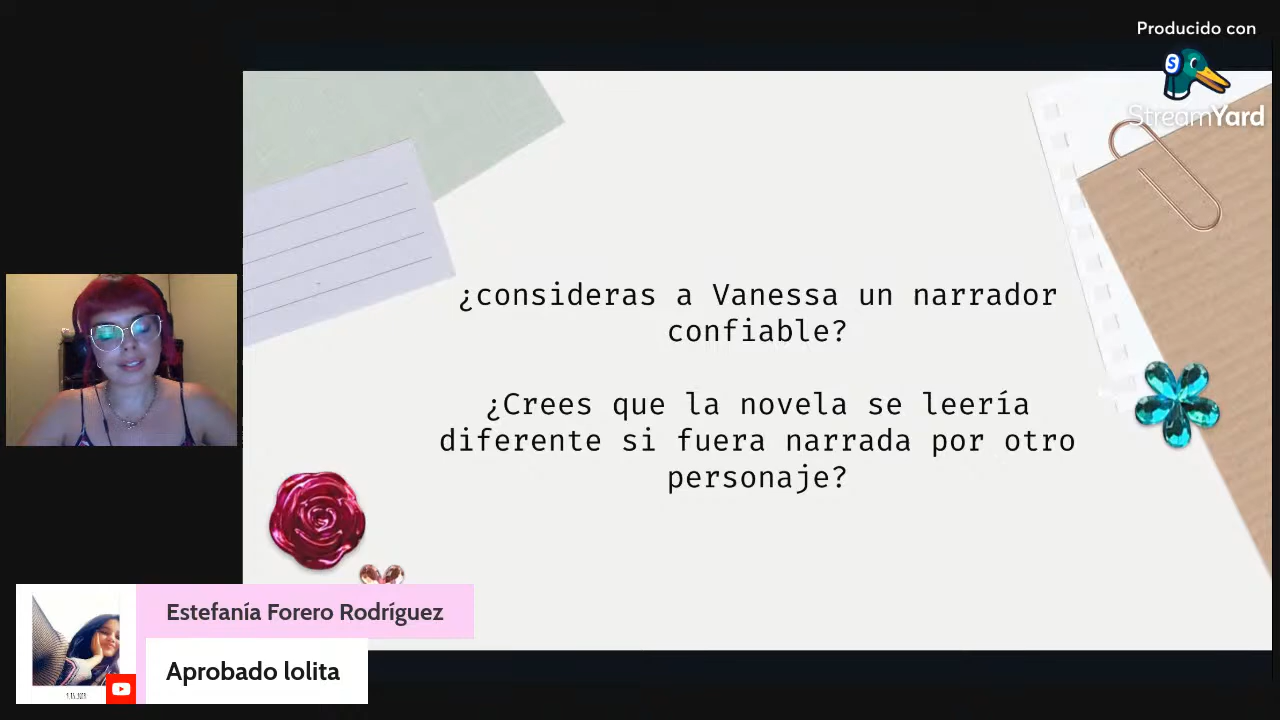 Producido con
StreamYard
¿consideras a Vanessa un narrador
confiable?
¿Crees que la novela se leería
diferente si fuera narrada por otro
personaje?
Estefanía Forero Rodríguez
Aprobado lolita